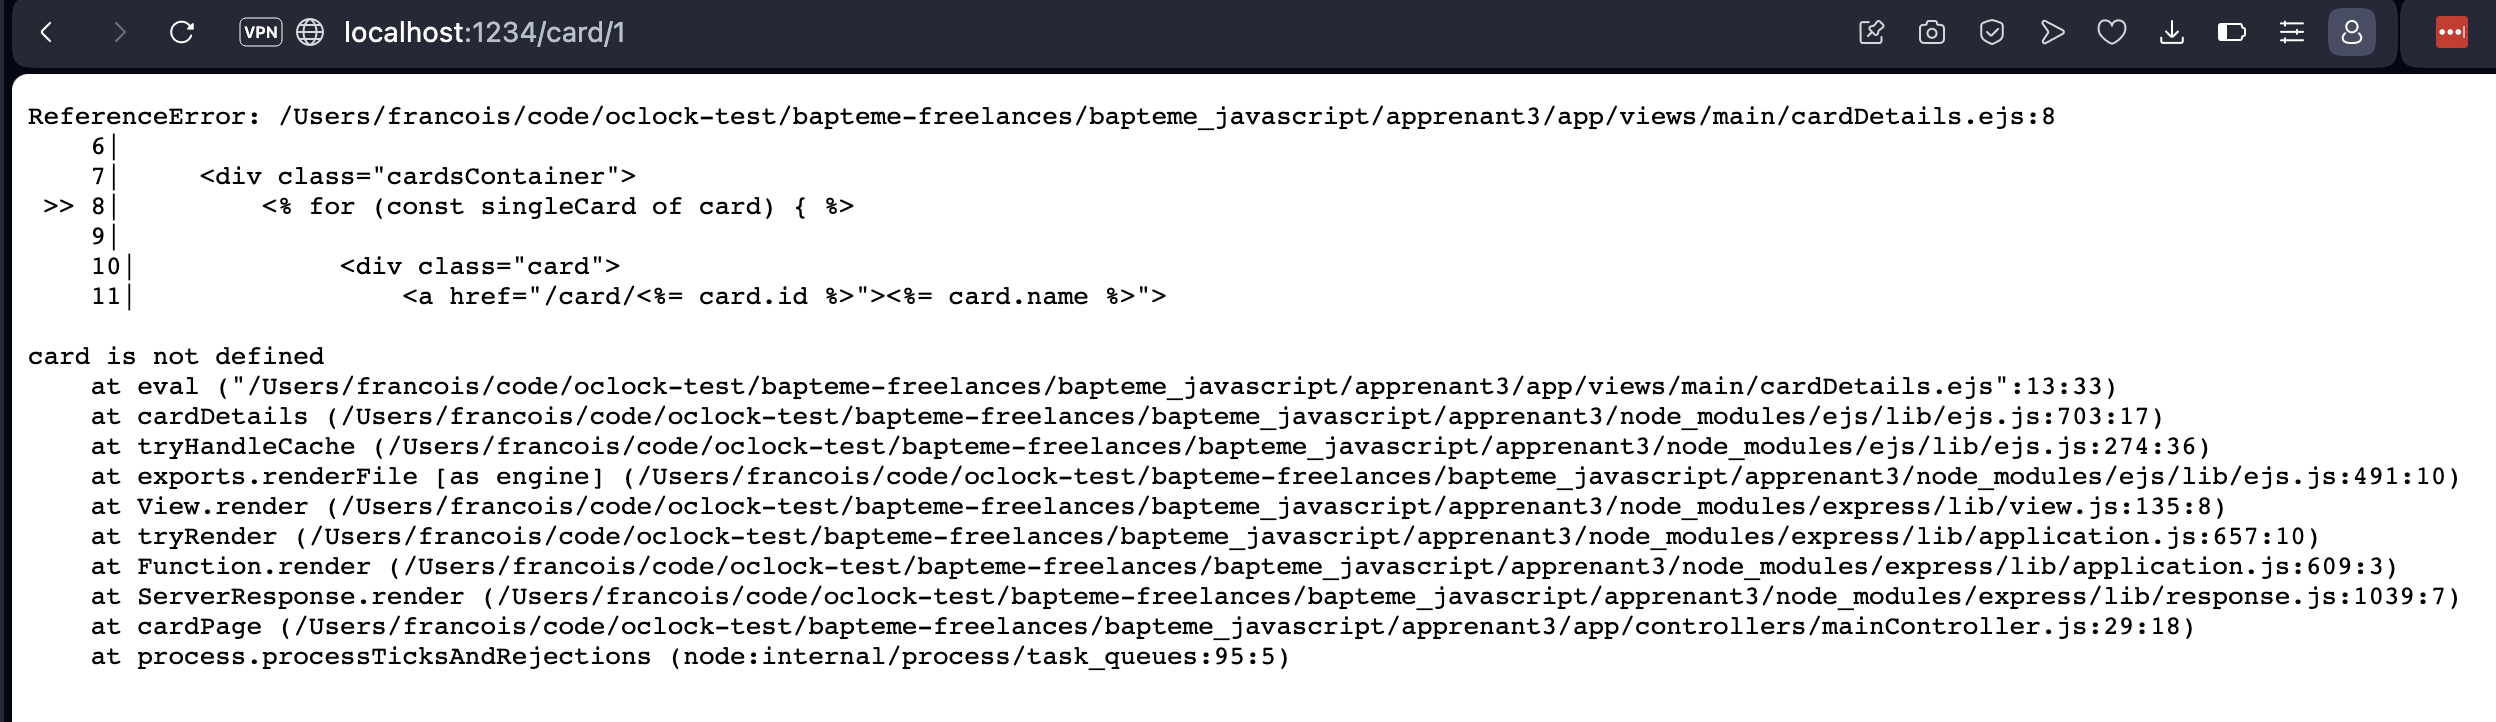 VPN localhost:1234/card/1
ReferenceError: /Users/francois/code/oclock-test/bapteme-freelances/bapteme_javascript/apprenant3/app/views/main/cardDetails.ejs:8
6|
7| <div class="cardsContainer">
>> 8| <% for (const singleCard of card) { %>
9|
10| <div class="card">
11| <a href="/card/<%= card.id %>"><%= card.name %>">
card is not defined
at eval ("/Users/francois/code/oclock-test/bapteme-freelances/bapteme_javascript/apprenant3/app/views/main/cardDetails.ejs":13:33)
at cardDetails (/Users/francois/code/oclock-test/bapteme-freelances/bapteme_javascript/apprenant3/node_modules/ejs/lib/ejs.js:703:17)
at tryHandleCache (/Users/francois/code/oclock-test/bapteme-freelances/bapteme_javascript/apprenant3/node_modules/ejs/lib/ejs.js:274:36)
at exports.renderFile [as engine] (/Users/francois/code/oclock-test/bapteme-freelances/bapteme_javascript/apprenant3/node_modules/ejs/lib/ejs.js:491:10)
at View.render (/Users/francois/code/oclock-test/bapteme-freelances/bapteme_javascript/apprenant3/node_modules/express/lib/view.js:135:8)
at tryRender (/Users/francois/code/oclock-test/bapteme-freelances/bapteme_javascript/apprenant3/node_modules/express/lib/application.js:657:10)
at Function.render (/Users/francois/code/oclock-test/bapteme-freelances/bapteme_javascript/apprenant3/node_modules/express/lib/application.js:609:3)
at ServerResponse.render (/Users/francois/code/oclock-test/bapteme-freelances/bapteme_javascript/apprenant3/node_modules/express/lib/response.js:1039:7)
at cardPage (/Users/francois/code/oclock-test/bapteme-freelances/bapteme_javascript/apprenant3/app/controllers/mainController.js:29:18)
at process.processTicksAndRejections (node:internal/process/task_queues:95:5)